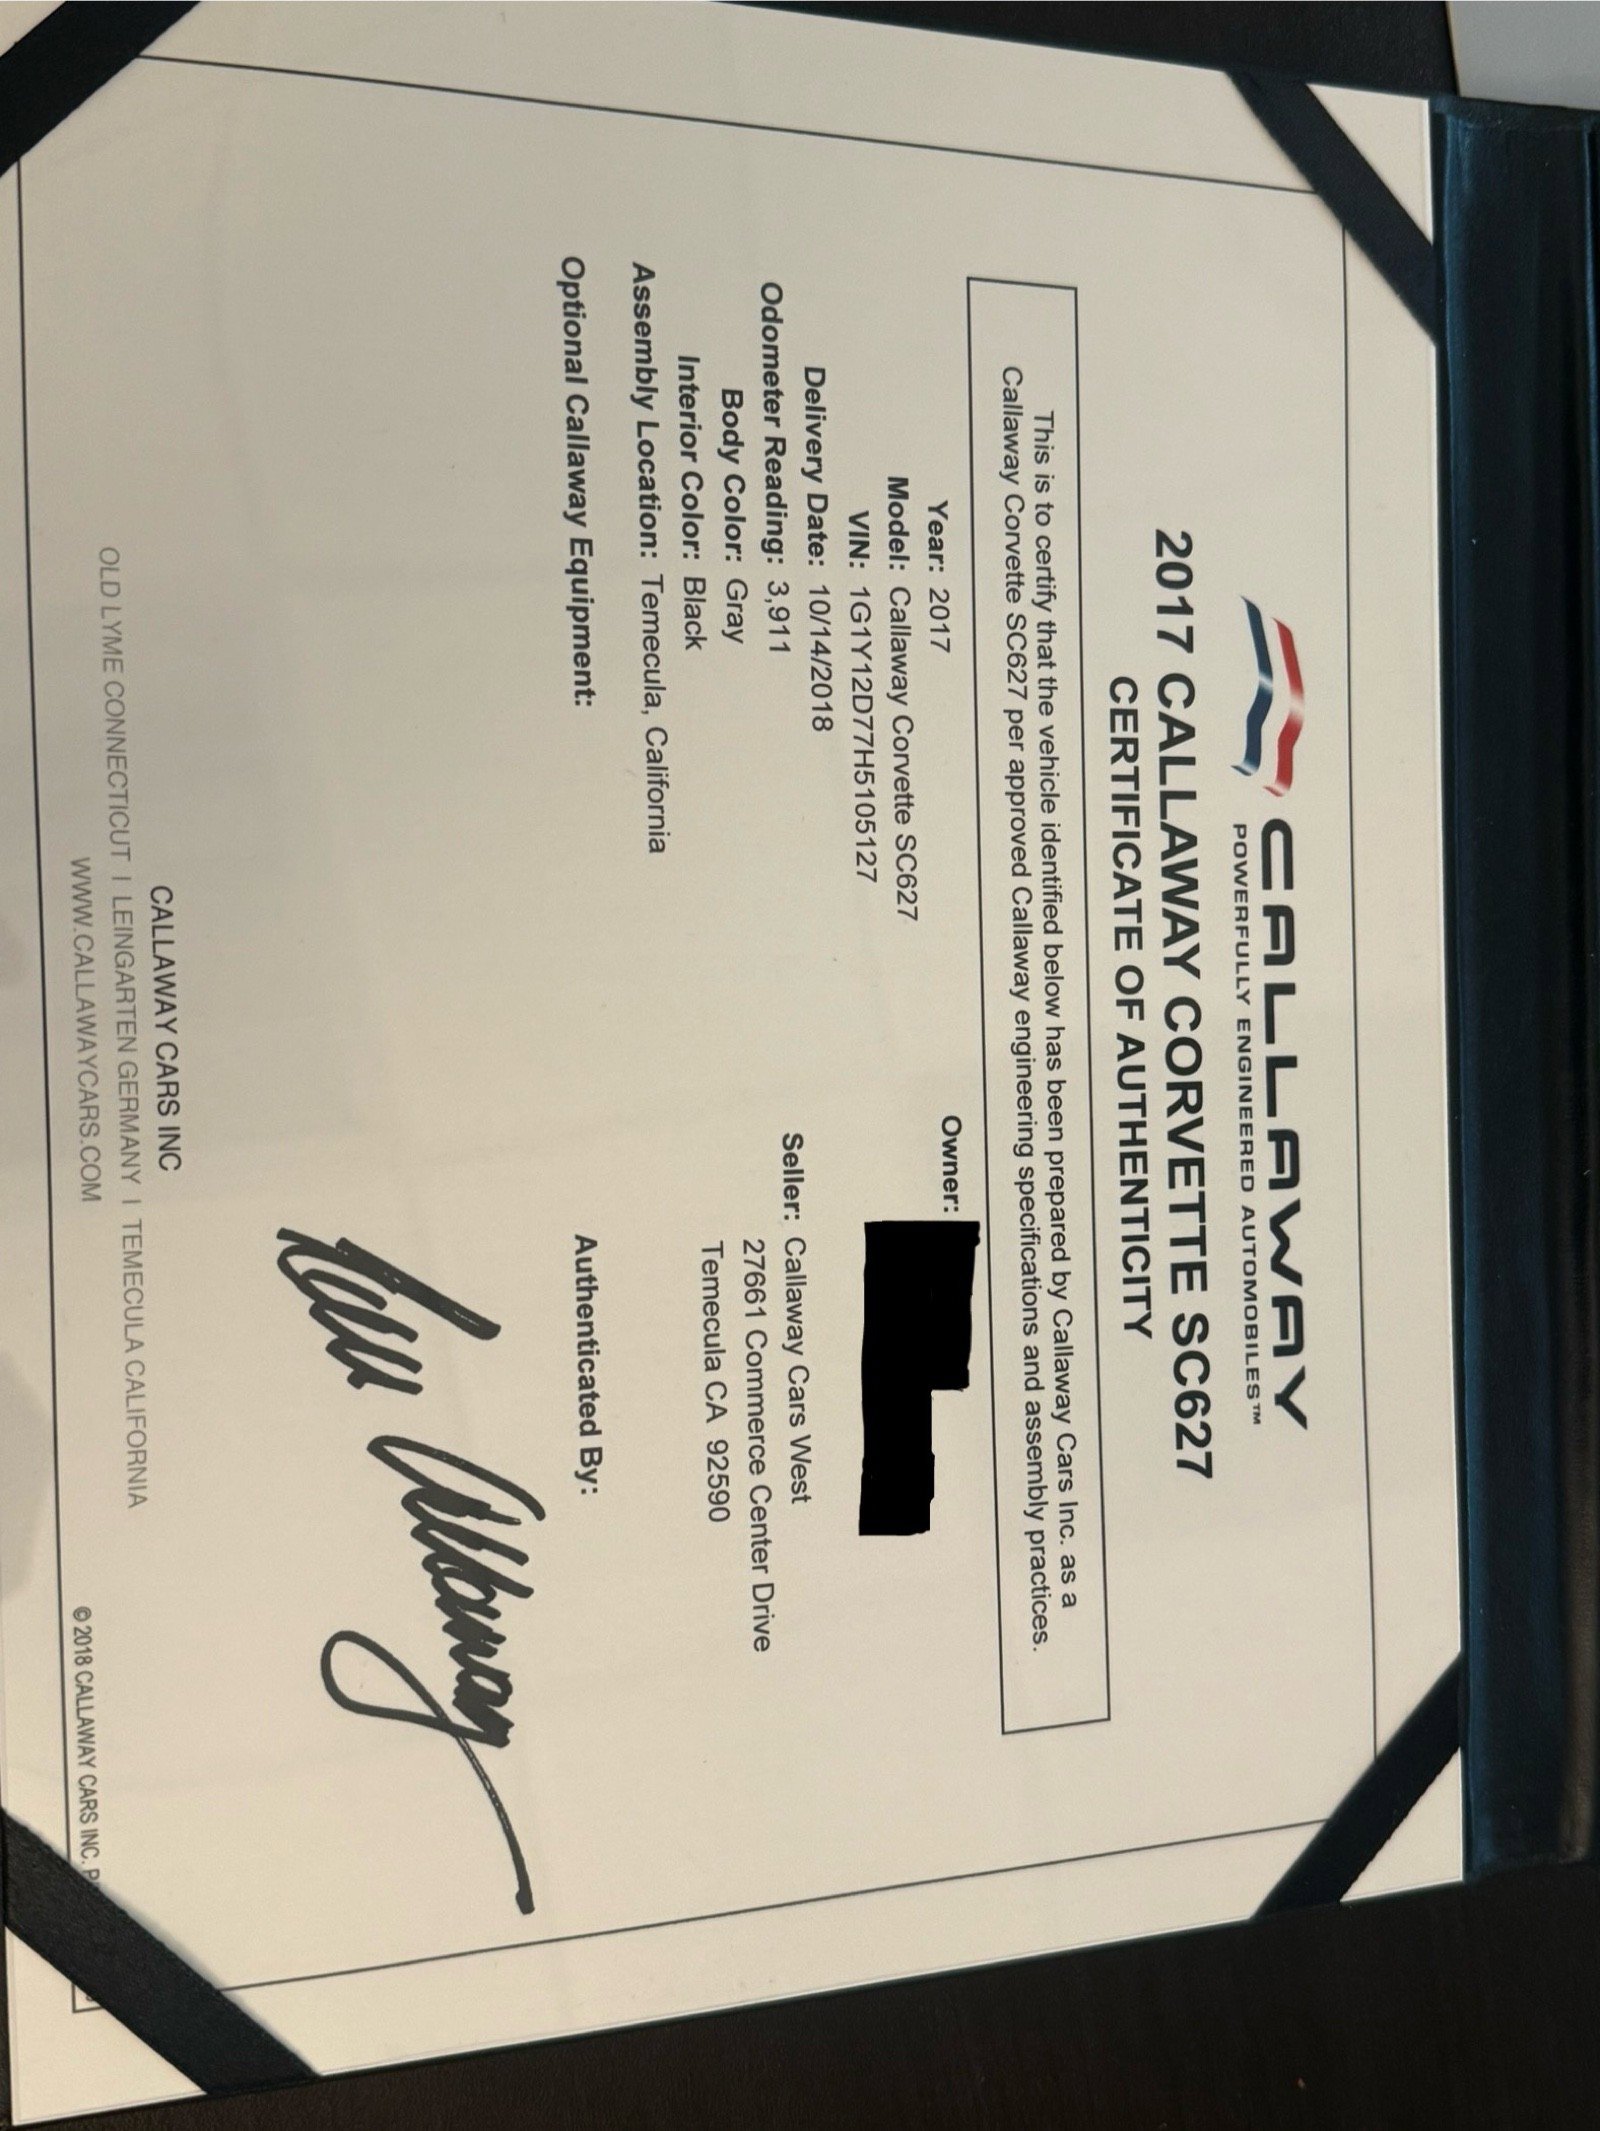 CALLAWAY
POWERFULLY ENGINEERED AUTOMOBILES™
2017 CALLAWAY CORVETTE SC627
CERTIFICATE OF AUTHENTICITY
This is to certify that the vehicle identified below has been prepared by Callaway Cars Inc. as a
Callaway Corvette SC627 per approved Callaway engineering specifications and assembly practices.
Year: 2017
Model: Callaway Corvette SC627
VIN: 1G1Y12D77H5105127
Delivery Date: 10/14/2018
Odometer Reading: 3,911
Body Color: Gray
Interior Color: Black
Assembly Location: Temecula, California
Optional Callaway Equipment:
Owner:
Seller: Callaway Cars West
27661 Commerce Center Drive
Temecula CA 92590
Authenticated By:
CALLAWAY CARS INC
OLD LYME CONNECTICUT | LEINGARTEN GERMANY | TEMECULA CALIFORNIA
WWW.CALLAWAYCARS.COM
©2018 CALLAWAY CARS INC.